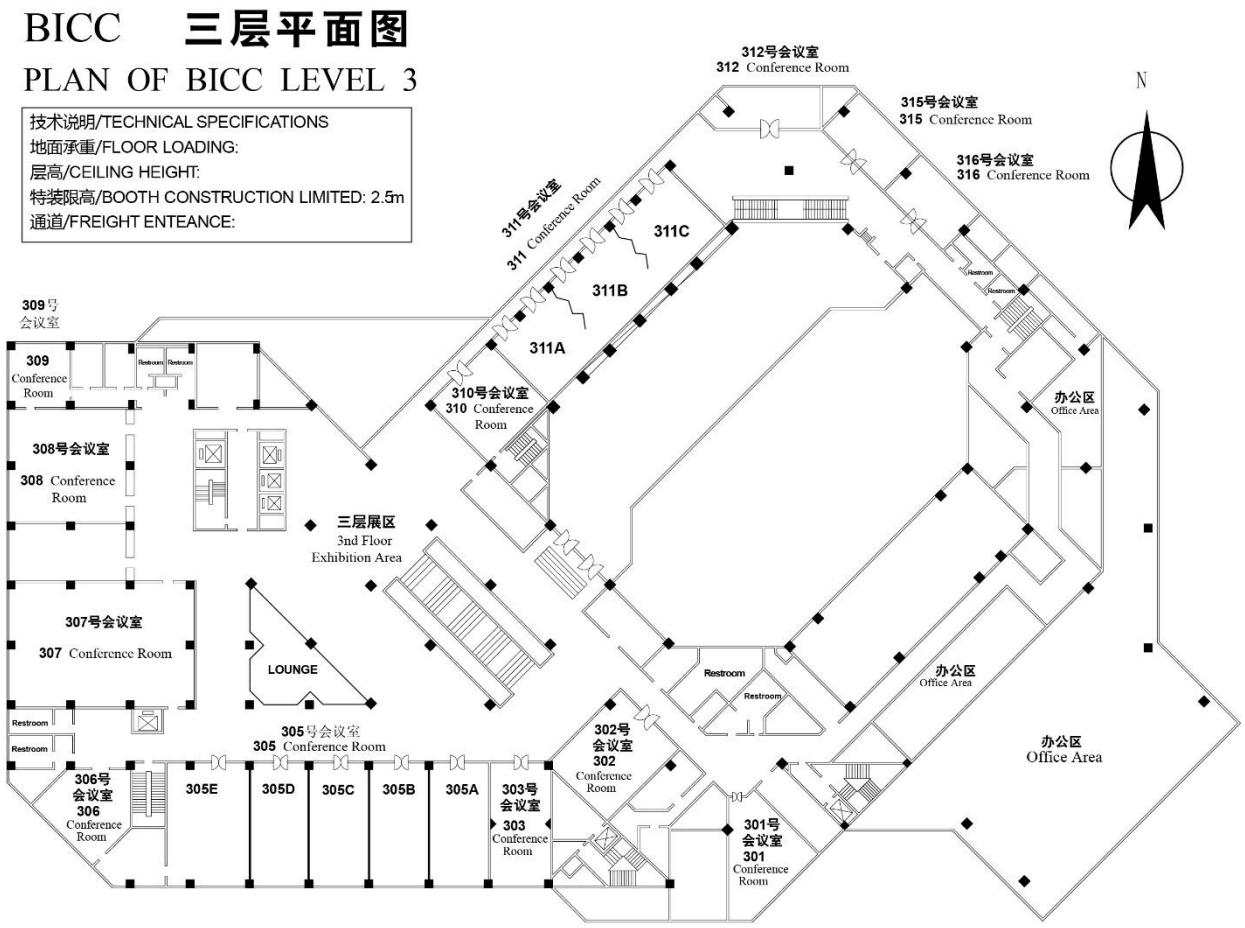 BICC 三层平面图
PLAN OF BICC LEVEL 3
技术说明/TECHNICAL SPECIFICATIONS
地面承重/FLOOR LOADING:
层高/CEILING HEIGHT:
特装限高/BOOTH CONSTRUCTION LIMITED: 2.5m
通道/FREIGHT ENTEANCE:
N
312号会议室
312 Conference Room
315号会议室
315 Conference Room
316号会议室
316 Conference Room
311号会议室
311 Conference Room
311C
311B
311A
Restroom
Restroom
309号
会议室
309
Conference
Room
Restroom
Restroom
310号会议室
310 Conference
Room
办公区
Office Area
308号会议室
308 Conference
Room
三层展区
3nd Floor
Exhibition Area
307号会议室
307 Conference Room
LOUNGE
Restroom
Restroom
办公区
Office Area
Restroom
Restroom
305号会议室
305 Conference Room
302号
会议室
302
Conference
Room
办公区
Office Area
306号
会议室
306
Conference
Room
305E
305D
305C
305B
305A
303号
会议室
303
Conference
Room
301号
会议室
301
Conference
Room